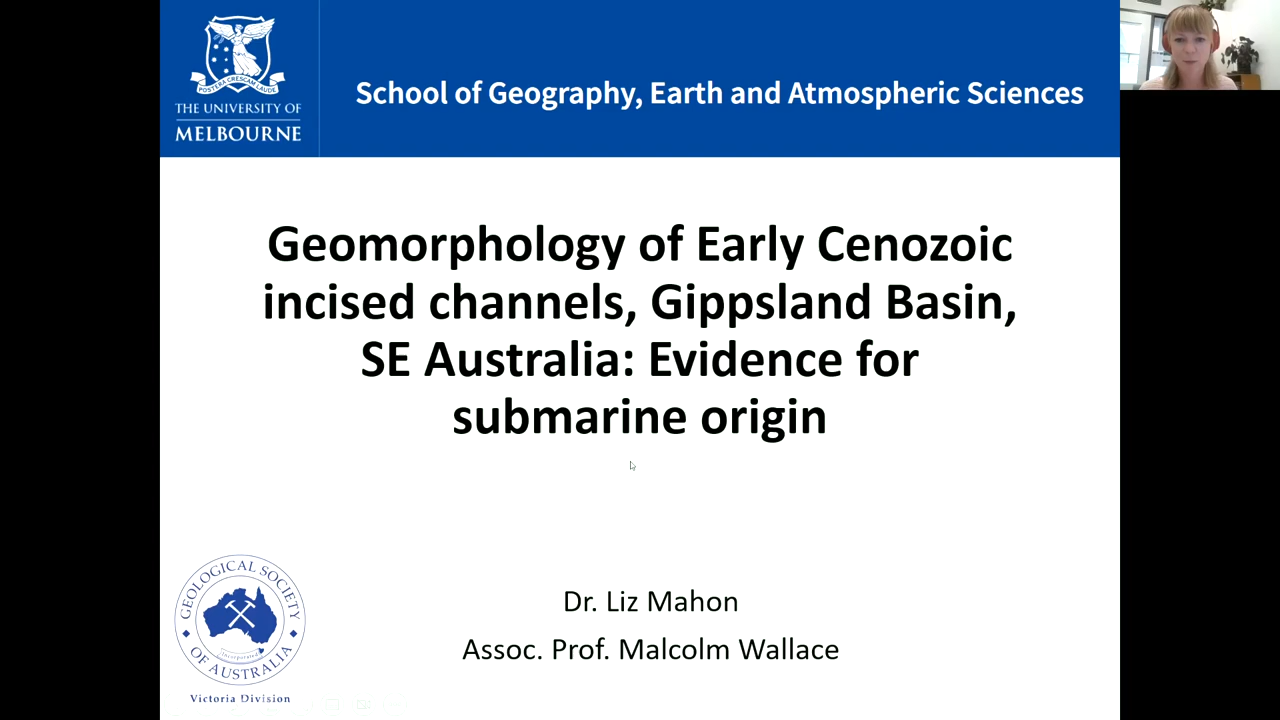 POSTERA CRESCAM LAUDE
THE UNIVERSITY OF
MELBOURNE
School of Geography, Earth and Atmospheric Sciences
Geomorphology of Early Cenozoic
incised channels, Gippsland Basin,
SE Australia: Evidence for
submarine origin
Dr. Liz Mahon
Assoc. Prof. Malcolm Wallace
GEOLOGICAL SOCIETY
OF AUSTRALIA
Incorporated
Victoria Division